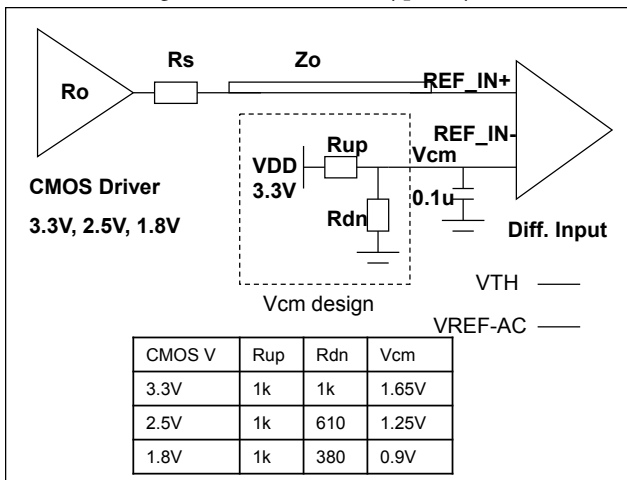 Rs
Zo
Ro
REF_IN+
REF_IN-
Rup
Vcm
VDD
3.3V
Rdn
0.1u
CMOS Driver
3.3V, 2.5V, 1.8V
Diff. Input
Vcm design
VTH
VREF-AC
CMOS V Rup Rdn Vcm
3.3V 1k 1k 1.65V
2.5V 1k 610 1.25V
1.8V 1k 380 0.9V